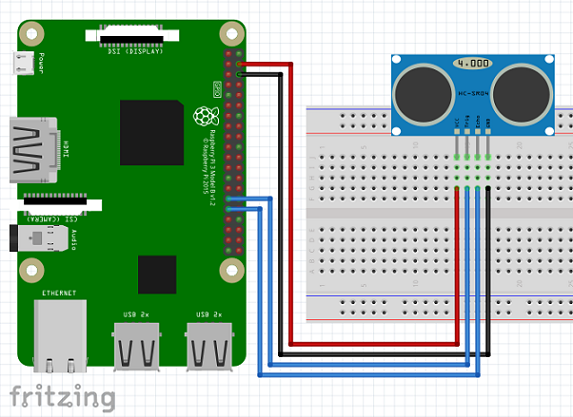 DSI (DISPLAY)
Power
GPIO
HDMI
Raspberry Pi 3 Model B v1.2
© Raspberry Pi 2015
CSI (CAMERA)
Audio
ETHERNET
USB 2x
USB 2x
4.000
HC-SR04
VCC
Trig
Echo
GND
fritzing